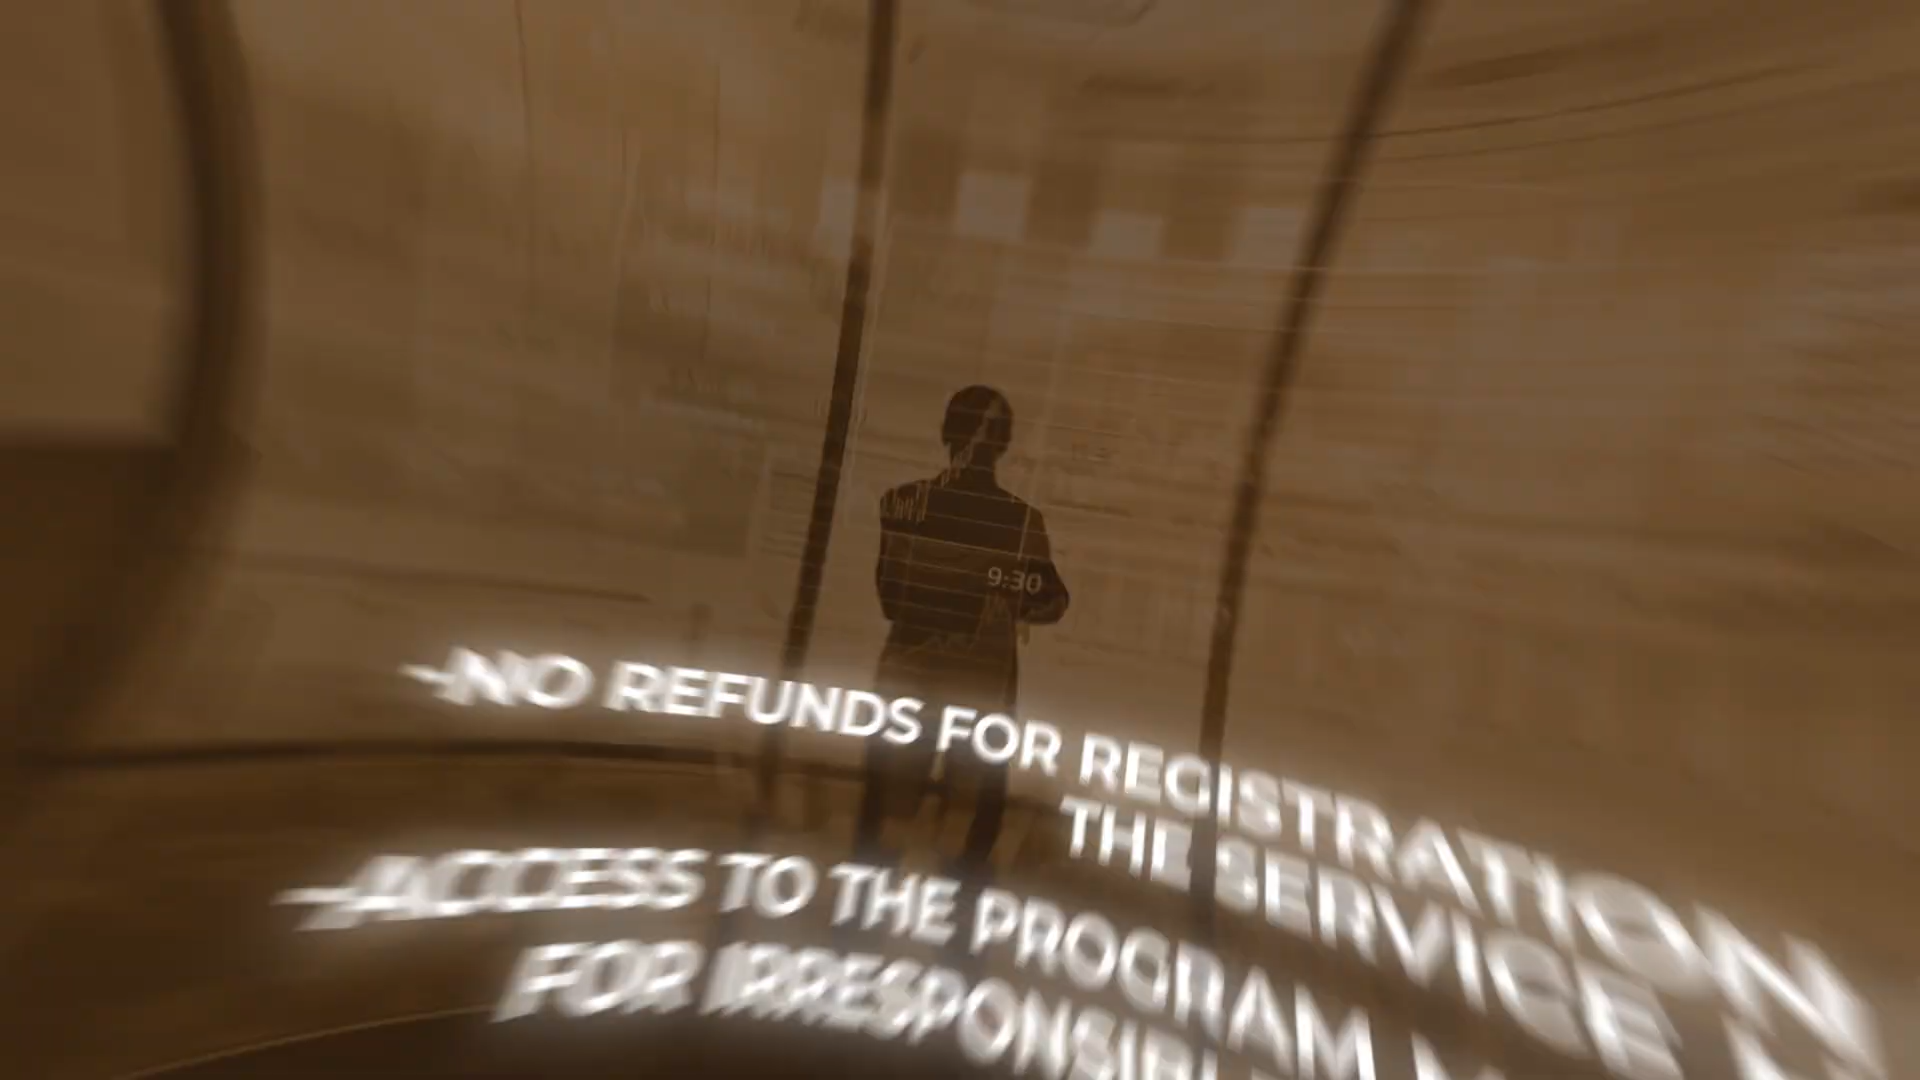 9:30
-NO REFUNDS FOR REGISTRATION
THE SERVICE
-ACCESS TO THE PROGRAM
FOR